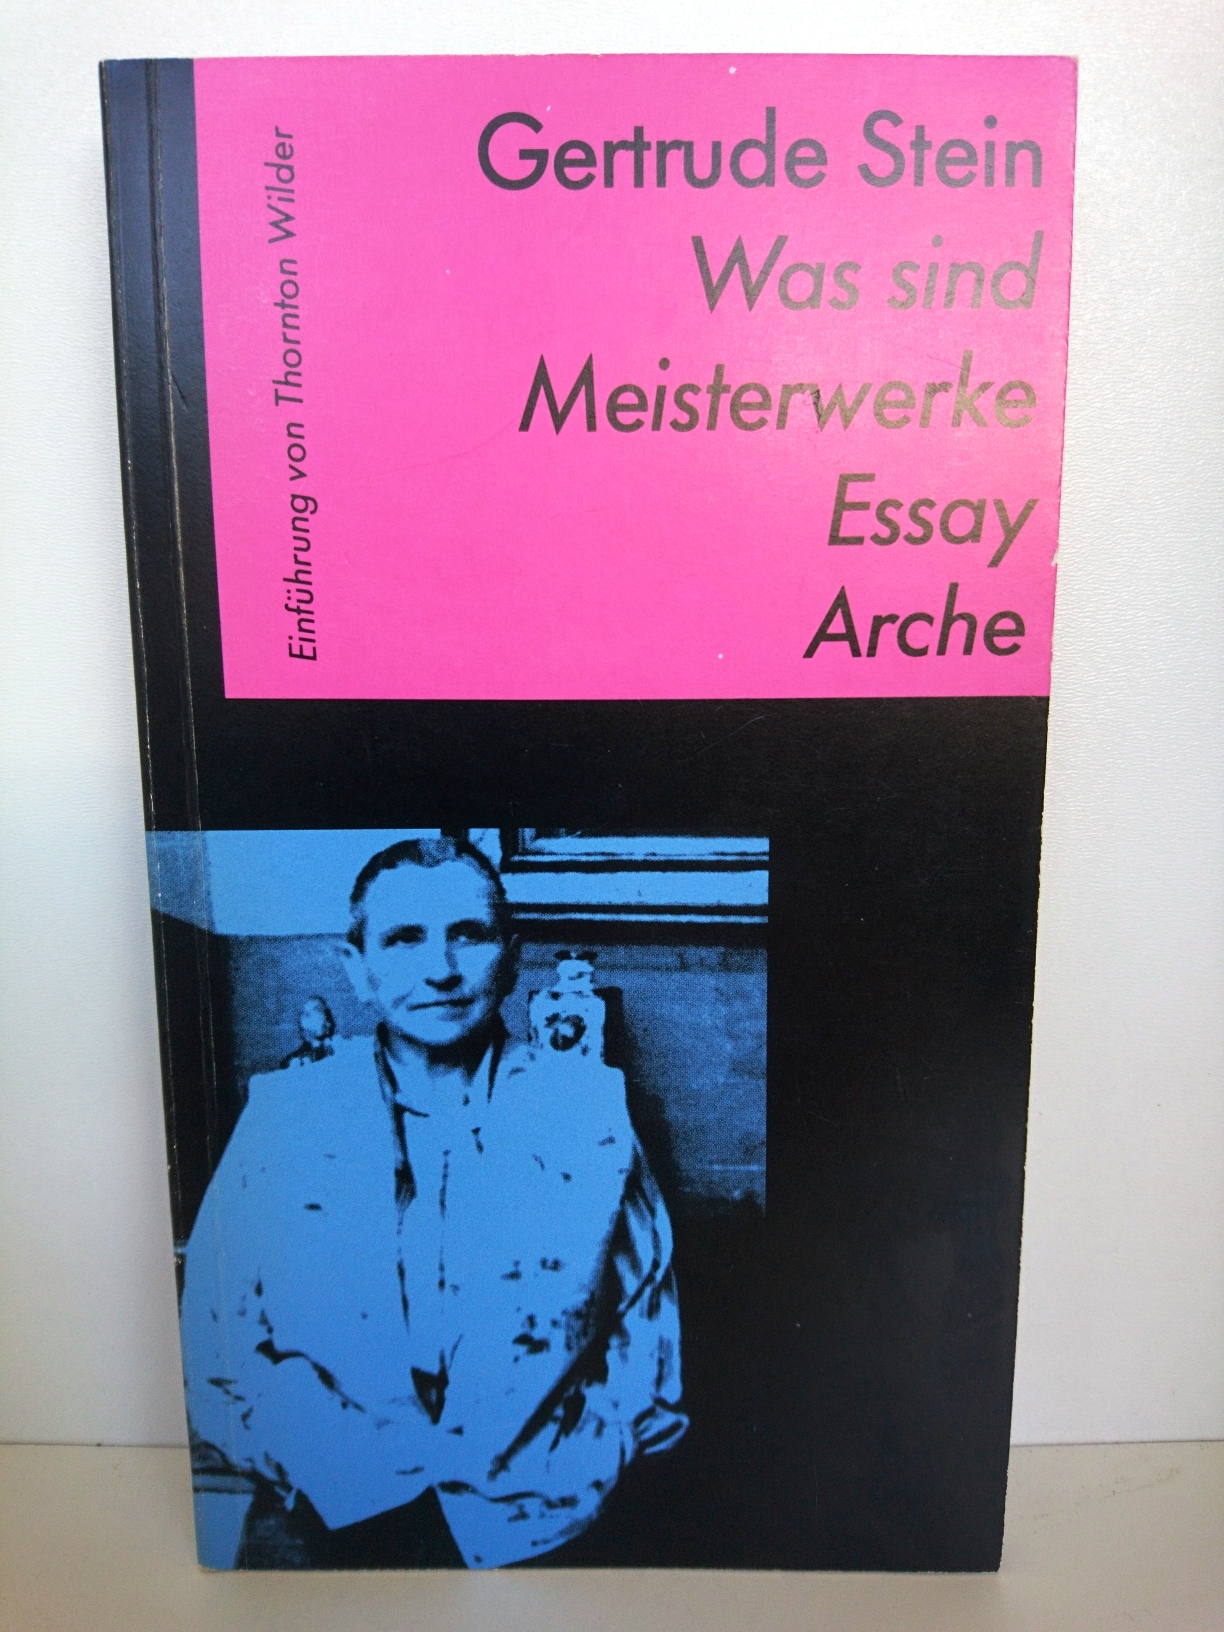 Gertrude Stein
Was sind
Meisterwerke
Essay
Arche
Einführung von Thornton Wilder